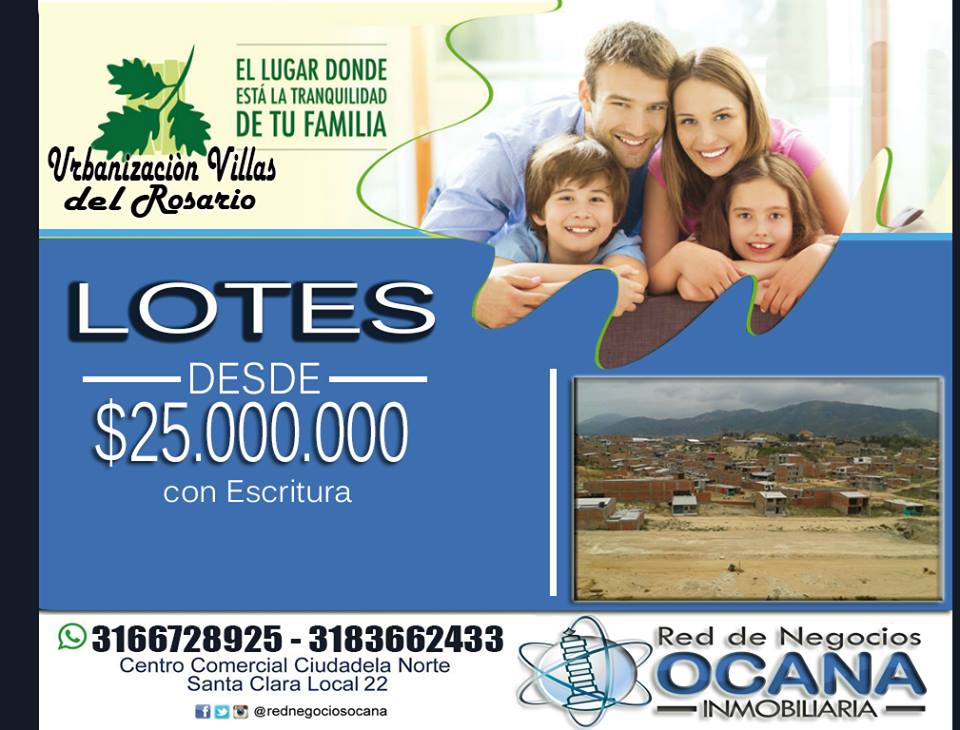 EL LUGAR DONDE
ESTÁ LA TRANQUILIDAD
DE TU FAMILIA
Urbanizaciòn Villas
del Rosario
LOTES
DESDE
$25.000.000
con Escritura
3166728925 - 3183662433
Centro Comercial Ciudadela Norte
Santa Clara Local 22
@rednegociosocana
Red de Negocios
OCANA
INMOBILIARIA